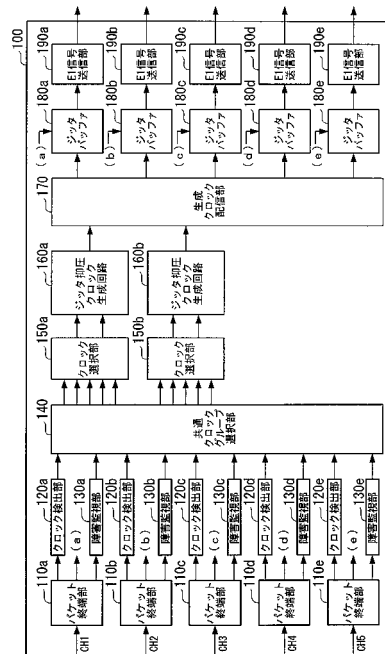 100
CH1
110a
パケット
終端部
120a
クロック検出部
(a)
130a
障害監視部
CH2
110b
パケット
終端部
120b
クロック検出部
(b)
130b
障害監視部
CH3
110c
パケット
終端部
120c
クロック検出部
(c)
130c
障害監視部
CH4
110d
パケット
終端部
120d
クロック検出部
(d)
130d
障害監視部
CH5
110e
パケット
終端部
120e
クロック検出部
(e)
130e
障害監視部
140
共通
クロック
グループ
選択部
150a
クロック
選択部
150b
クロック
選択部
160a
ジッタ抑圧
クロック
生成回路
160b
ジッタ抑圧
クロック
生成回路
170
生成
クロック
配信部
(a)
180a
ジッタ
バッファ
190a
E1信号
送信部
(b)
180b
ジッタ
バッファ
190b
E1信号
送信部
(c)
180c
ジッタ
バッファ
190c
E1信号
送信部
(d)
180d
ジッタ
バッファ
190d
E1信号
送信部
(e)
180e
ジッタ
バッファ
190e
E1信号
送信部